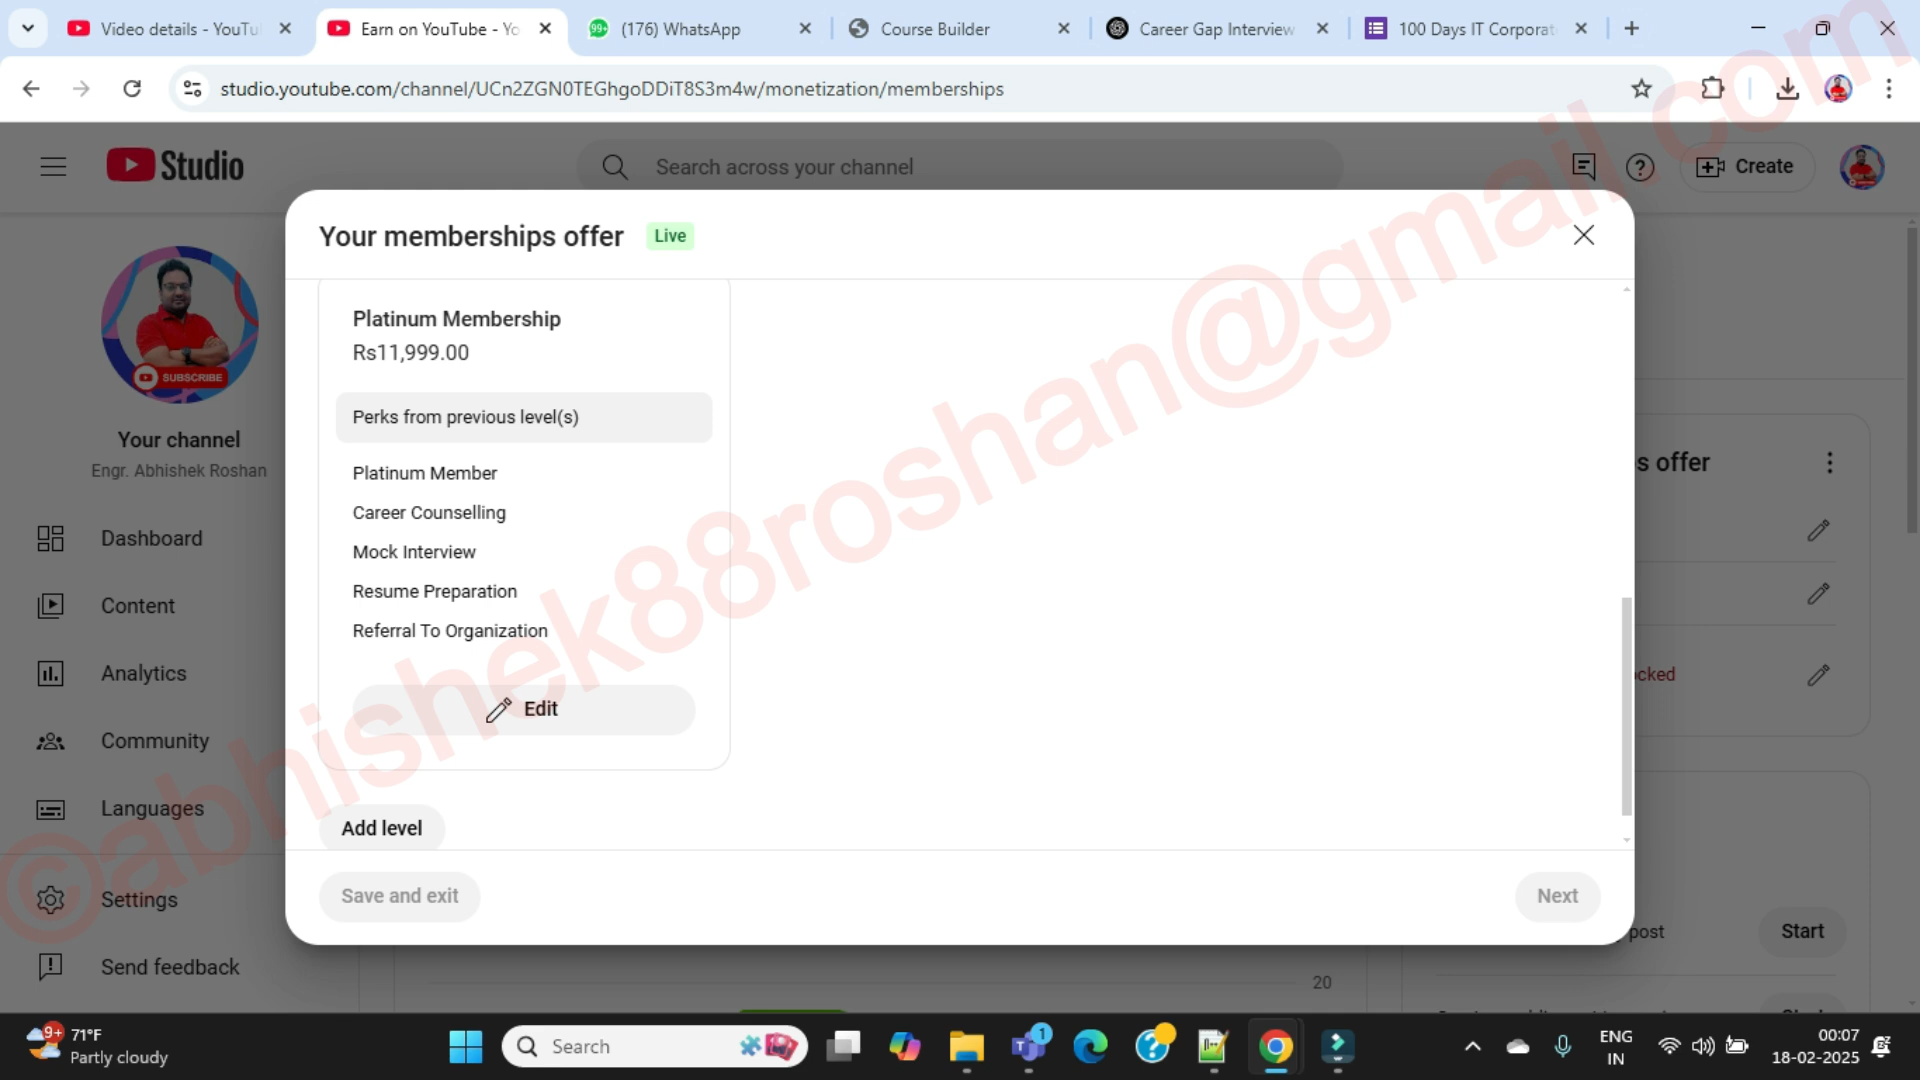 Video details - YouTu
Earn on YouTube - Yo
99+
(176) WhatsApp
Course Builder
Career Gap Interview
100 Days IT Corporat
studio.youtube.com/channel/UCn2ZGN0TEGhgoDDiT8S3m4w/monetization/memberships
Studio
Search across your channel
Create
Your memberships offer
Live
SUBSCRIBE
Your channel
Engr. Abhishek Roshan
Dashboard
Content
Analytics
Community
Languages
Settings
Send feedback
Platinum Membership
Rs11,999.00
Perks from previous level(s)
Platinum Member
Career Counselling
Mock Interview
Resume Preparation
Referral To Organization
Edit
Add level
Save and exit
Next
s offer
ocked
post
Start
20
©abhishek88roshan@gmail.com
9+
71°F
Partly cloudy
Search
1
ENG
IN
00:07
18-02-2025